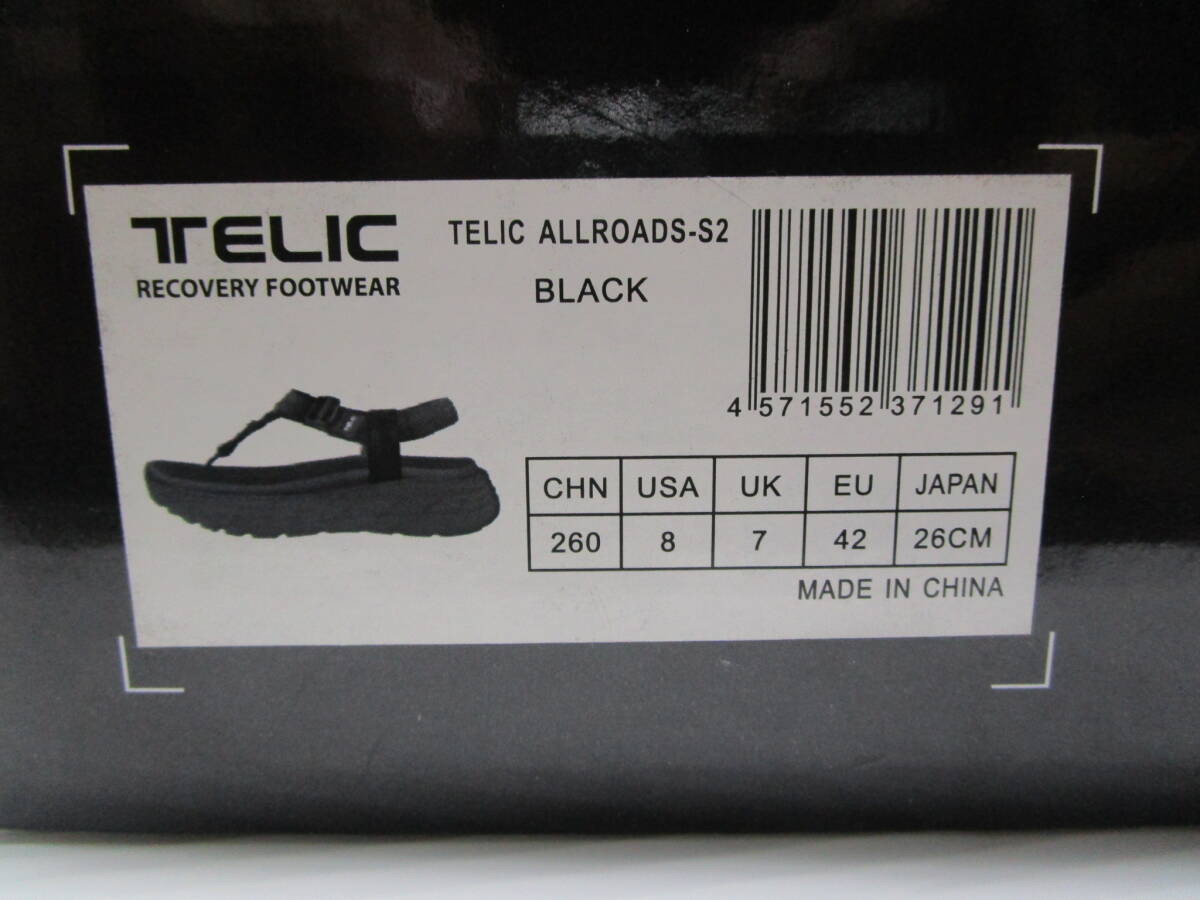 TELIC
RECOVERY FOOTWEAR
TELIC ALLROADS-S2
BLACK
4 571552 371291
CHN USA UK EU JAPAN
260 8 7 42 26CM
MADE IN CHINA